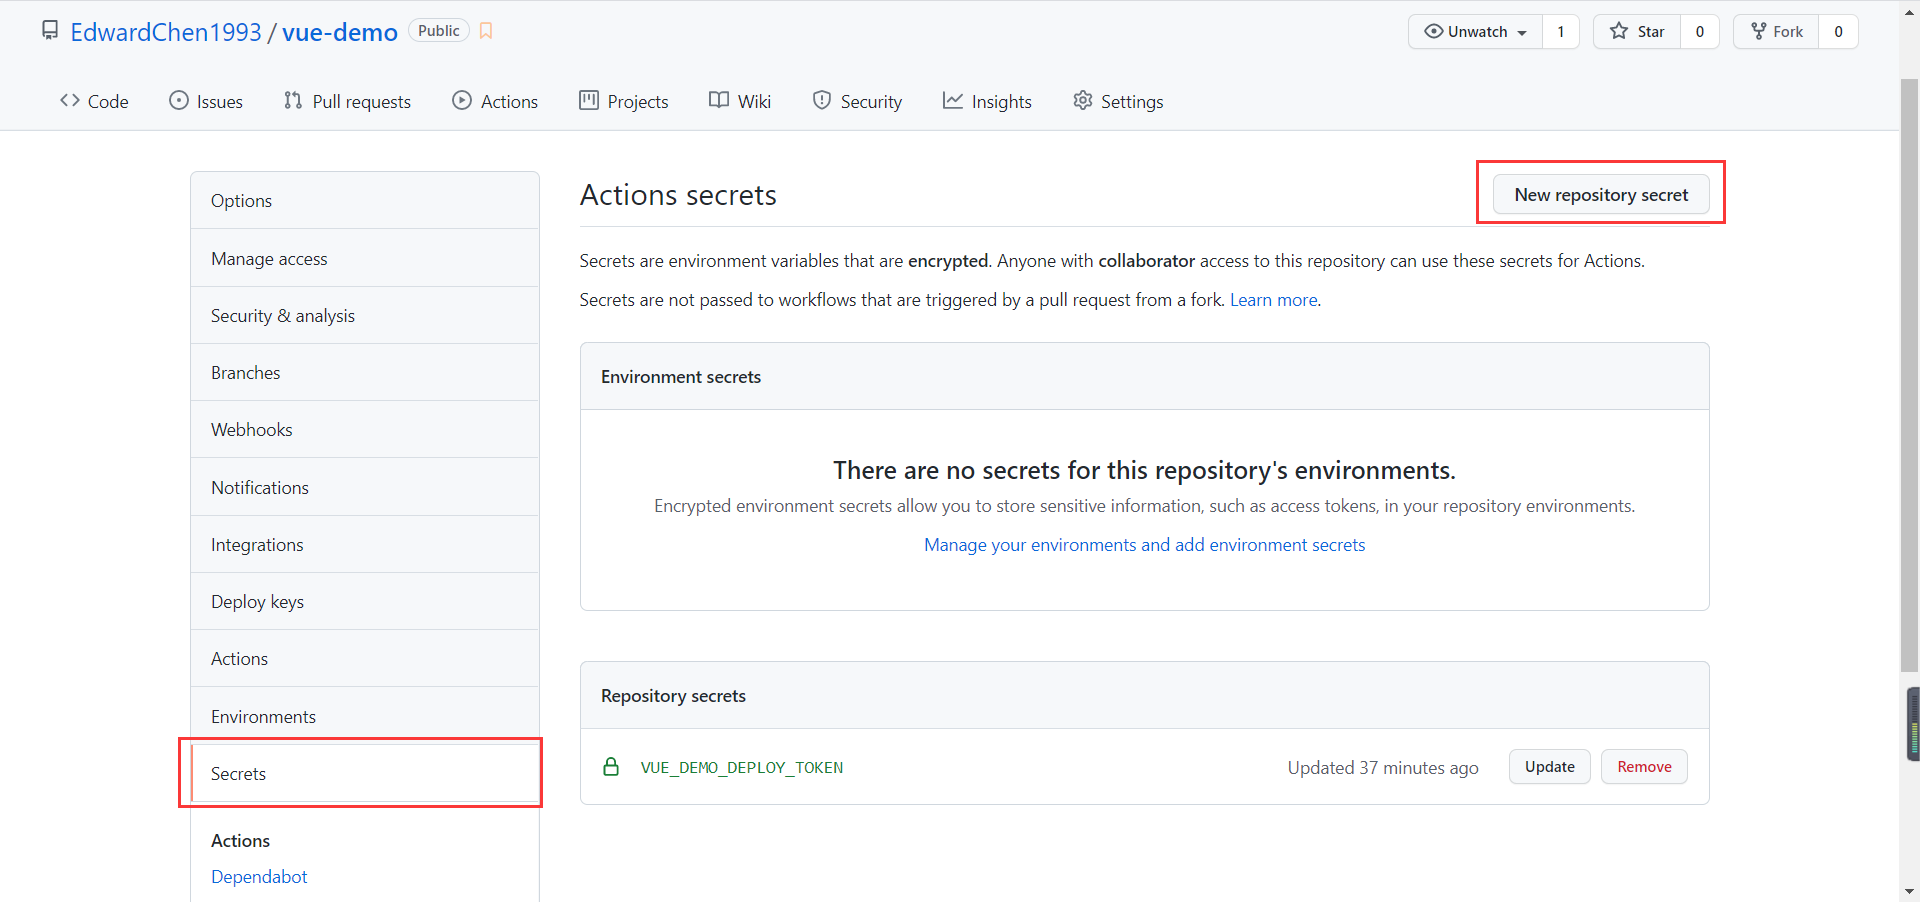 EdwardChen1993 / vue-demo Public
Unwatch 1 Star 0 Fork 0
Code Issues Pull requests Actions Projects Wiki Security Insights Settings
Options
Manage access
Security & analysis
Branches
Webhooks
Notifications
Integrations
Deploy keys
Actions
Environments
Secrets
Actions
Dependabot
Actions secrets
New repository secret
Secrets are environment variables that are encrypted. Anyone with collaborator access to this repository can use these secrets for Actions.
Secrets are not passed to workflows that are triggered by a pull request from a fork. Learn more.
Environment secrets
There are no secrets for this repository's environments.
Encrypted environment secrets allow you to store sensitive information, such as access tokens, in your repository environments.
Manage your environments and add environment secrets
Repository secrets
VUE_DEMO_DEPLOY_TOKEN Updated 37 minutes ago Update Remove